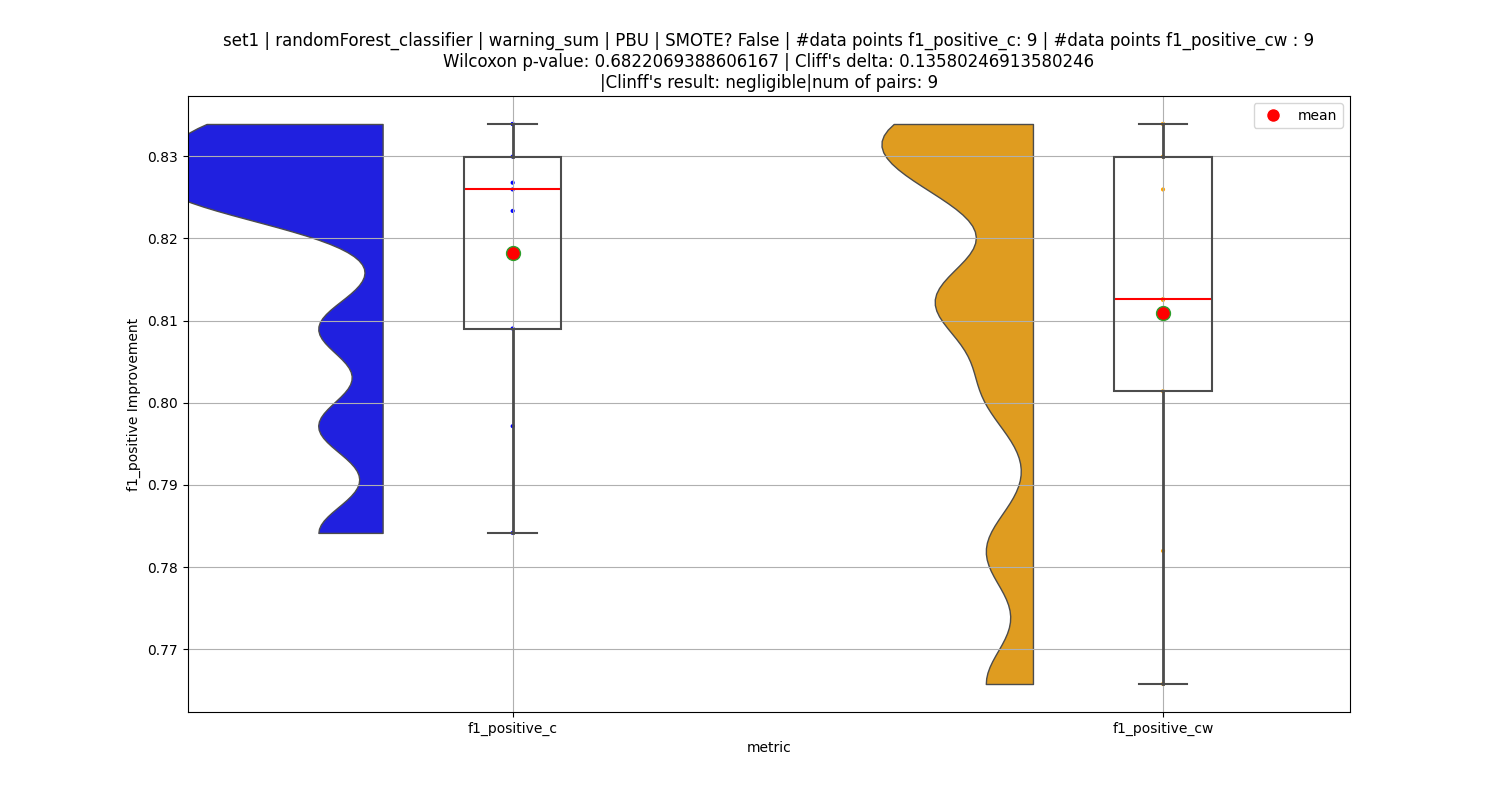 set1 | randomForest_classifier | warning_sum | PBU | SMOTE? False | #data points f1_positive_c: 9 | #data points f1_positive_cw : 9
Wilcoxon p-value: 0.6822069388606167 | Cliff's delta: 0.13580246913580246
|Clinff's result: negligible|num of pairs: 9
mean
0.83
0.82
0.81
0.80
0.79
0.78
0.77
f1_positive Improvement
f1_positive_c
f1_positive_cw
metric